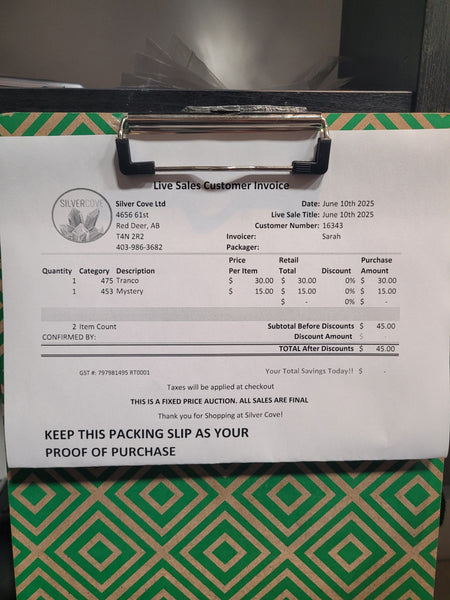 Live Sales Customer Invoice
SILVERCOVE
Silver Cove Ltd
4656 61st
Red Deer, AB
T4N 2R2
403-986-3682
Date: June 10th 2025
Live Sale Title: June 10th 2025
Customer Number: 16343
Invoicer: Sarah
Packager:
Quantity Category Description Price Per Item Retail Total Discount Purchase Amount
1 475 Tranco $ 30.00 $ 30.00 0% $ 30.00
1 453 Mystery $ 15.00 $ 15.00 0% $ 15.00
$ - 0% $ -
2 Item Count Subtotal Before Discounts $ 45.00
CONFIRMED BY: Discount Amount $
TOTAL After Discounts $ 45.00
GST #: 797981495 RT0001 Your Total Savings Today!! $ -
Taxes will be applied at checkout
THIS IS A FIXED PRICE AUCTION. ALL SALES ARE FINAL
Thank you for Shopping at Silver Cove!
KEEP THIS PACKING SLIP AS YOUR
PROOF OF PURCHASE